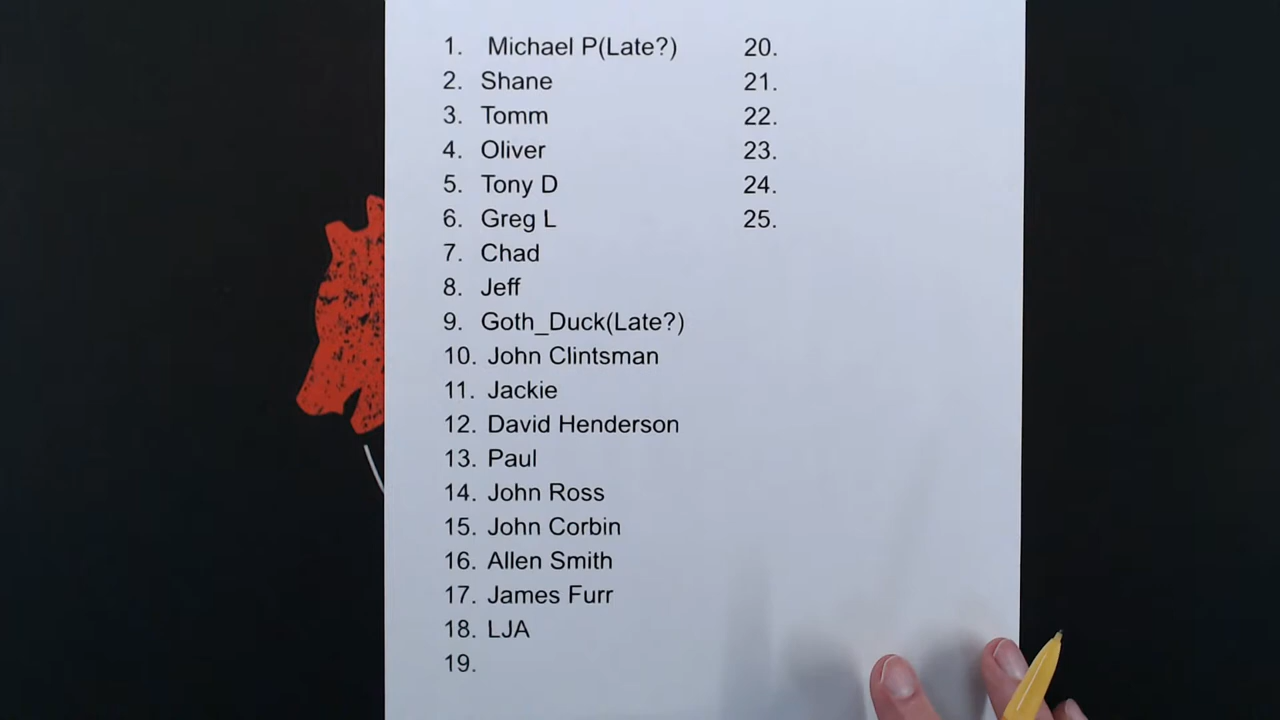 1. Michael P(Late?)
2. Shane
3. Tomm
4. Oliver
5. Tony D
6. Greg L
7. Chad
8. Jeff
9. Goth_Duck(Late?)
10. John Clintsman
11. Jackie
12. David Henderson
13. Paul
14. John Ross
15. John Corbin
16. Allen Smith
17. James Furr
18. LJA
19.
20.
21.
22.
23.
24.
25.